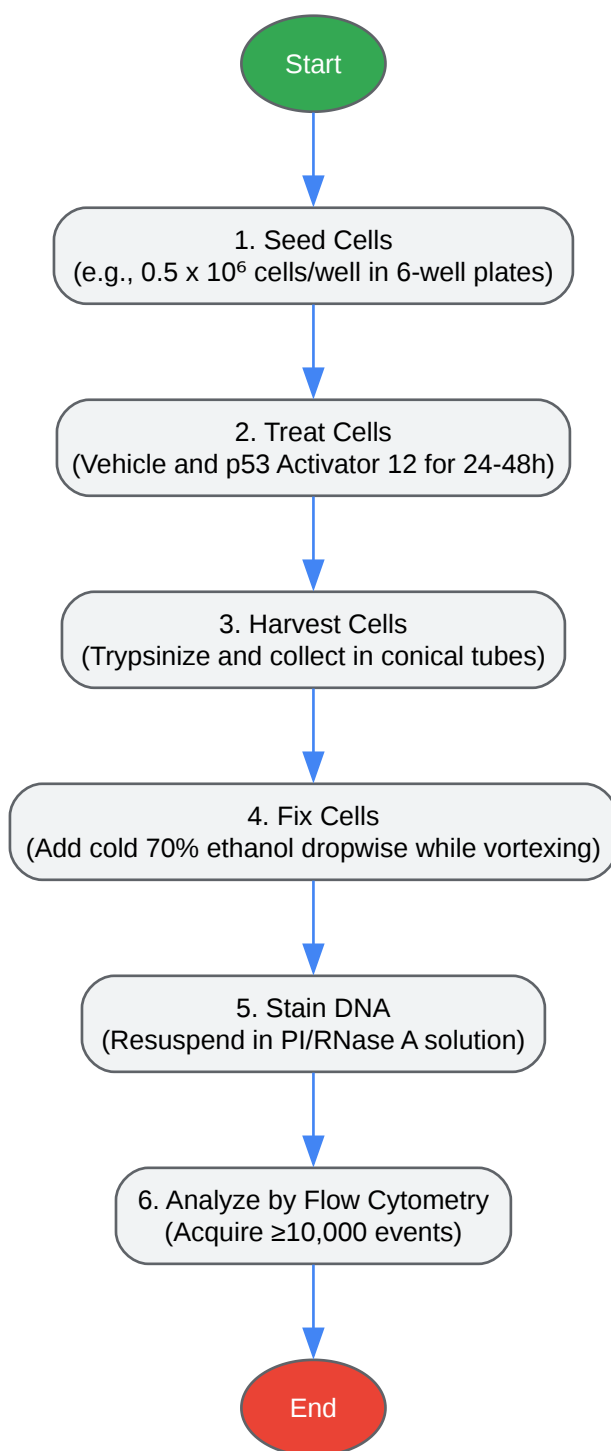 Start
1. Seed Cells
(e.g., 0.5 x 10⁶ cells/well in 6-well plates)
2. Treat Cells
(Vehicle and p53 Activator 12 for 24-48h)
3. Harvest Cells
(Trypsinize and collect in conical tubes)
4. Fix Cells
(Add cold 70% ethanol dropwise while vortexing)
5. Stain DNA
(Resuspend in PI/RNase A solution)
6. Analyze by Flow Cytometry
(Acquire ≥10,000 events)
End